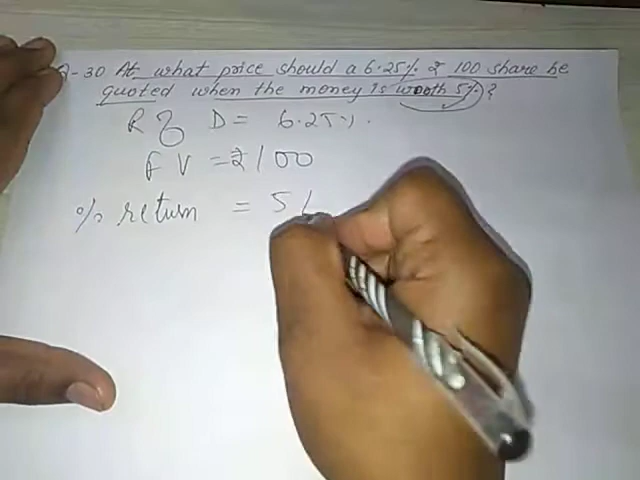 Q-30 At what price should a 6.25% ₹ 100 share be
quoted when the money is worth 5%?
R of D = 6.25%.
F V = ₹100
% return = 5